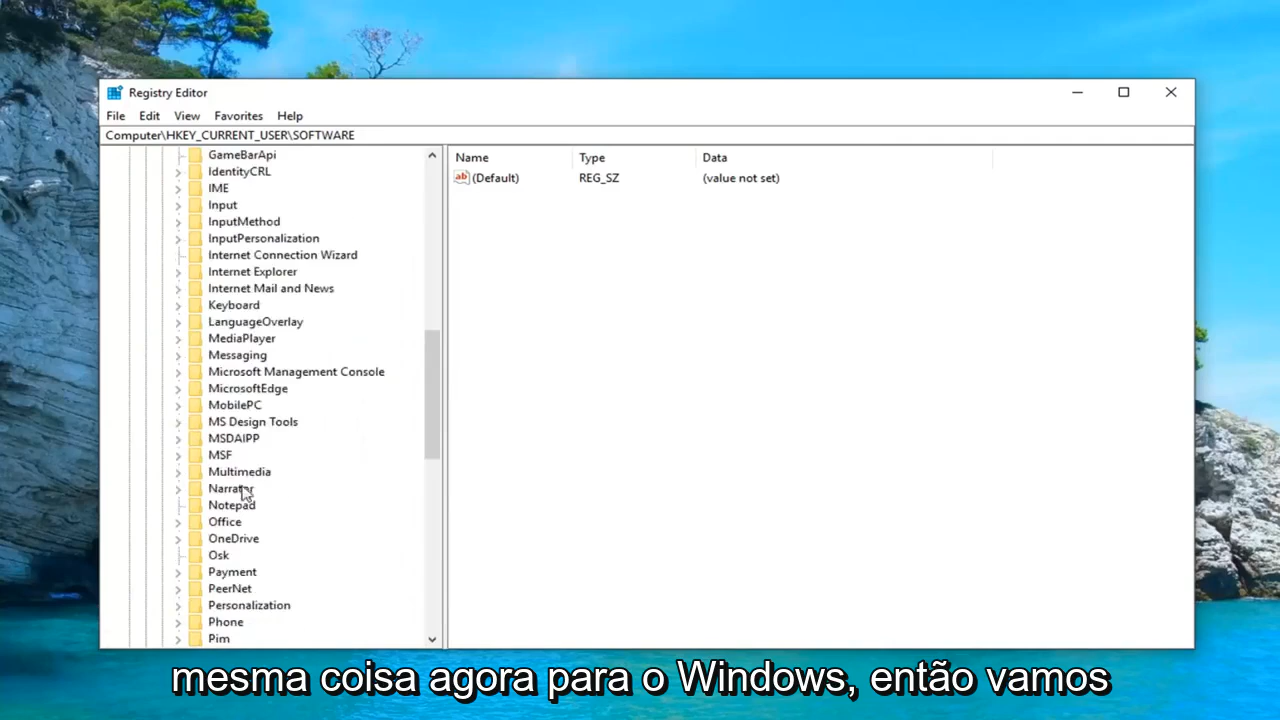 Registry Editor
File Edit View Favorites Help
Computer\HKEY_CURRENT_USER\SOFTWARE
GameBarApi
IdentityCRL
IME
Input
InputMethod
InputPersonalization
Internet Connection Wizard
Internet Explorer
Internet Mail and News
Keyboard
LanguageOverlay
MediaPlayer
Messaging
Microsoft Management Console
MicrosoftEdge
MobilePC
MS Design Tools
MSDAIPP
MSF
Multimedia
Narrator
Notepad
Office
OneDrive
Osk
Payment
PeerNet
Personalization
Phone
Pim
Name Type Data
ab (Default) REG_SZ (value not set)
mesma coisa agora para o Windows, então vamos